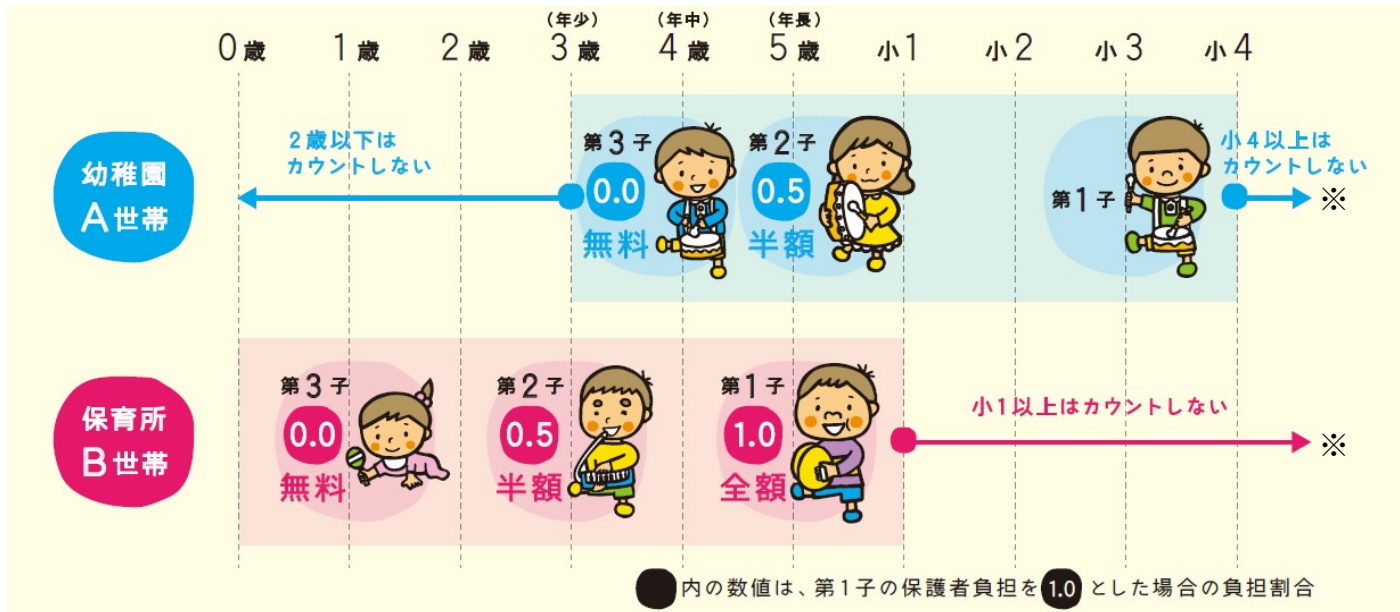 (年少) (年中) (年長)
0歳 1歳 2歳 3歳 4歳 5歳 小1 小2 小3 小4
幼稚園
A世帯
2歳以下は
カウントしない
第3子
0.0
無料
第2子
0.5
半額
第1子
小4以上は
カウントしない
※
保育所
B世帯
第3子
0.0
無料
第2子
0.5
半額
第1子
1.0
全額
小1以上はカウントしない
※
内の数値は、第1子の保護者負担を1.0とした場合の負担割合